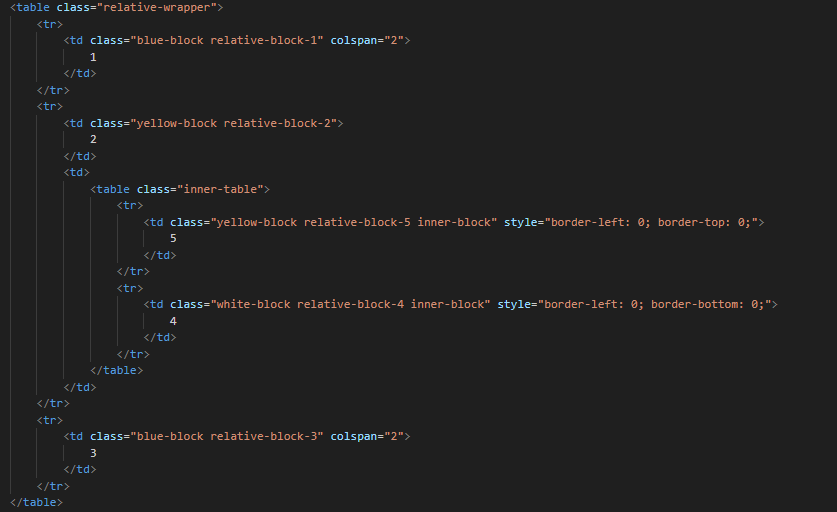 <table class="relative-wrapper">
<tr>
<td class="blue-block relative-block-1" colspan="2">
1
</td>
</tr>
<tr>
<td class="yellow-block relative-block-2">
2
</td>
<td>
<table class="inner-table">
<tr>
<td class="yellow-block relative-block-5 inner-block" style="border-left: 0; border-top: 0;">
5
</td>
</tr>
<tr>
<td class="white-block relative-block-4 inner-block" style="border-left: 0; border-bottom: 0;">
4
</td>
</tr>
</table>
</td>
</tr>
<tr>
<td class="blue-block relative-block-3" colspan="2">
3
</td>
</tr>
</table>